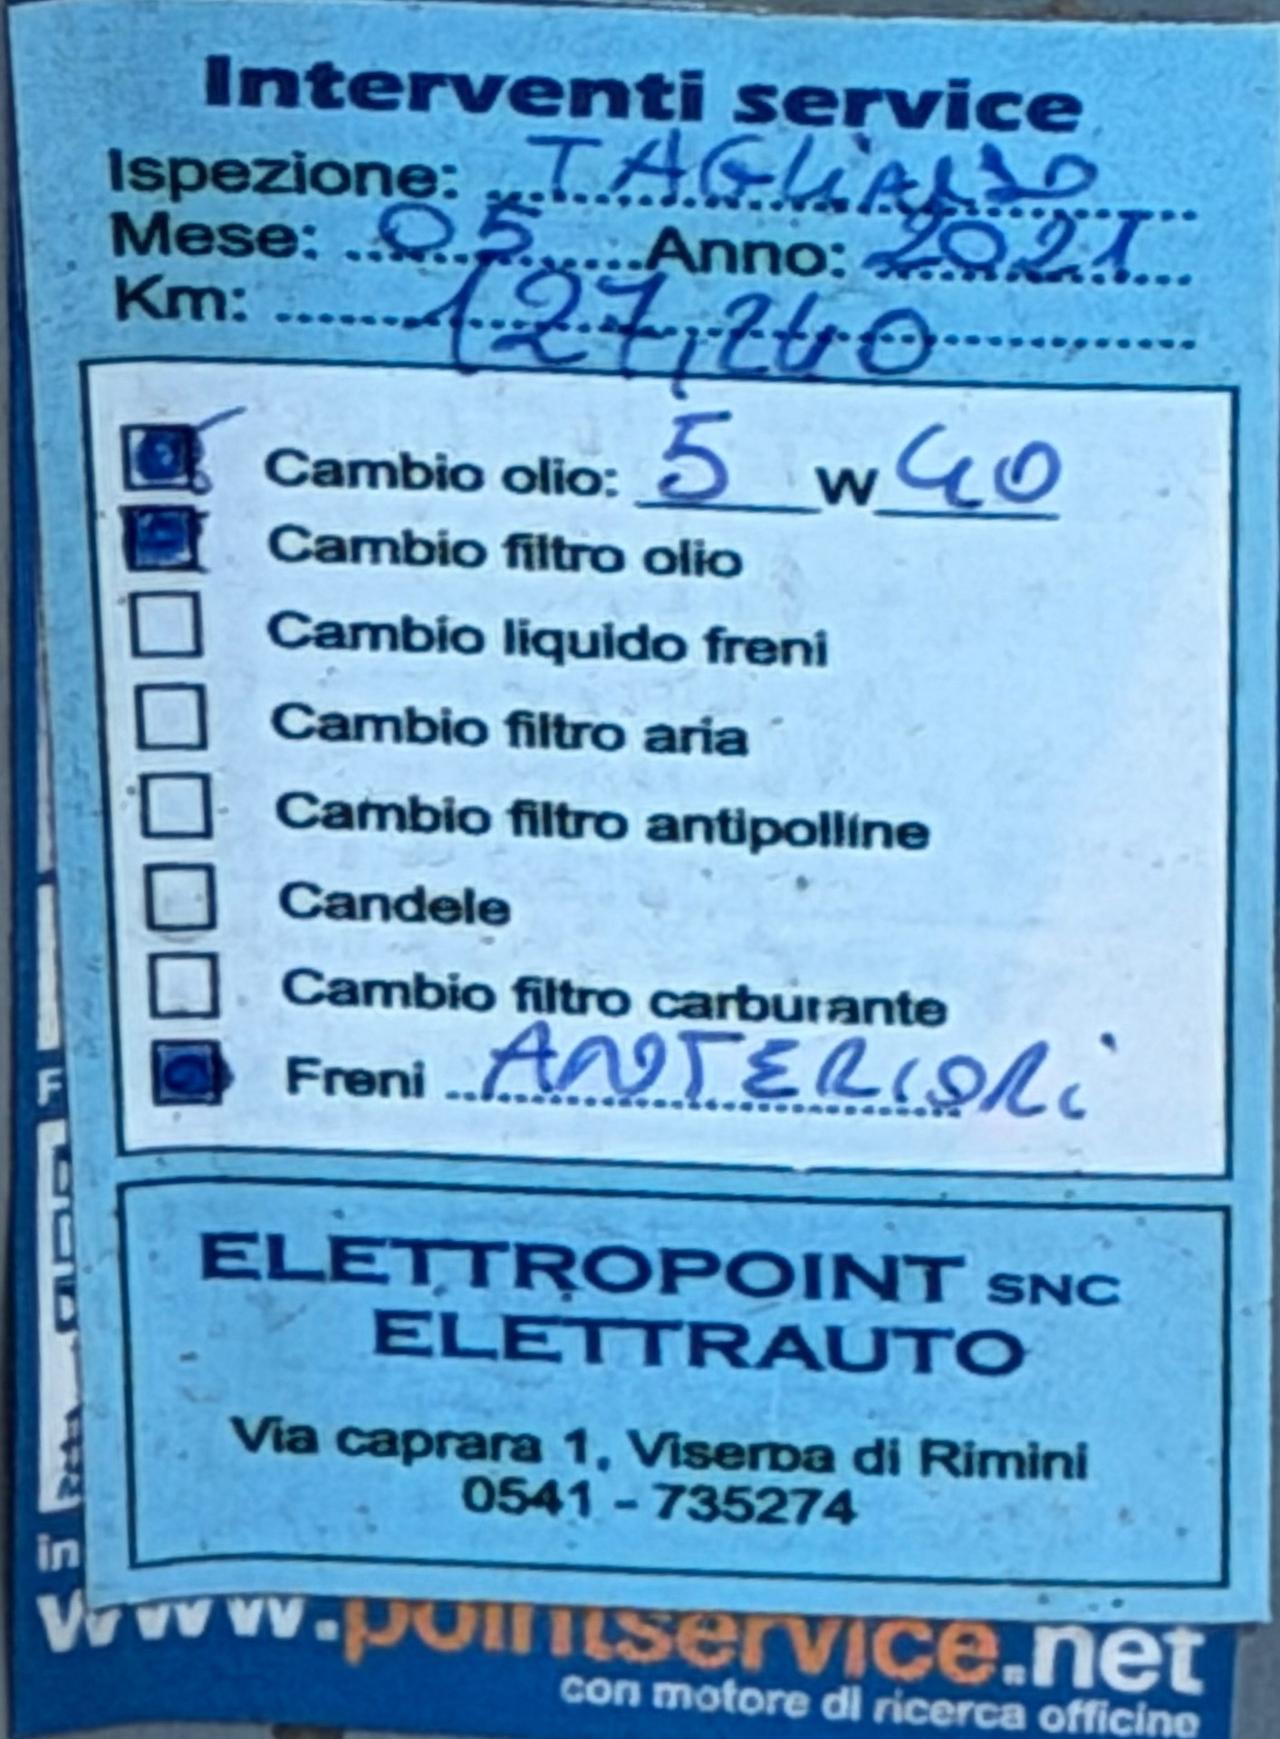 Interventi service
Ispezione: TAGLIANDO
Mese: 05 Anno: 2021
Km: 127,240
Cambio olio: 5 w 40
Cambio filtro olio
Cambio liquido freni
Cambio filtro aria
Cambio filtro antipolline
Candele
Cambio filtro carburante
Freni ANTERIORI
ELETTROPOINT SNC
ELETTRAUTO
Via caprara 1, Viserba di Rimini
0541 - 735274
in
www.pointservice.net
con motore di ricerca officine